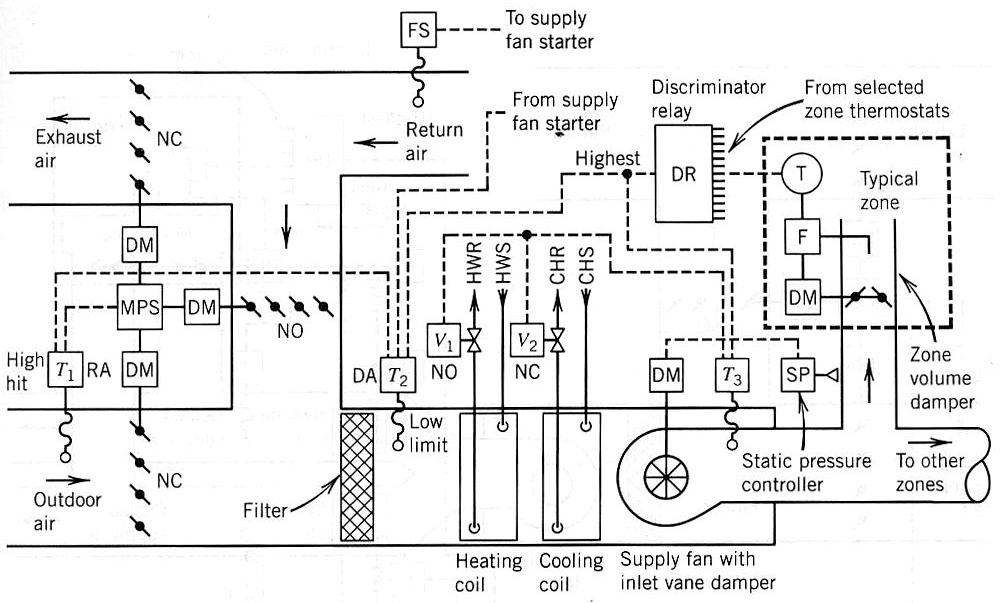 FS
To supply
fan starter
Exhaust
air
NC
Return
air
From supply
fan starter
Discriminator
relay
From selected
zone thermostats
Highest
DR
T
Typical
zone
F
DM
DM
MPS
DM
NO
High
hit
T1
RA
DM
NC
Outdoor
air
HWR
HWS
CHR
CHS
V1
NO
V2
NC
DA
T2
Low
limit
DM
T3
SP
Zone
volume
damper
Static pressure
controller
To other
zones
Filter
Heating
coil
Cooling
coil
Supply fan with
inlet vane damper